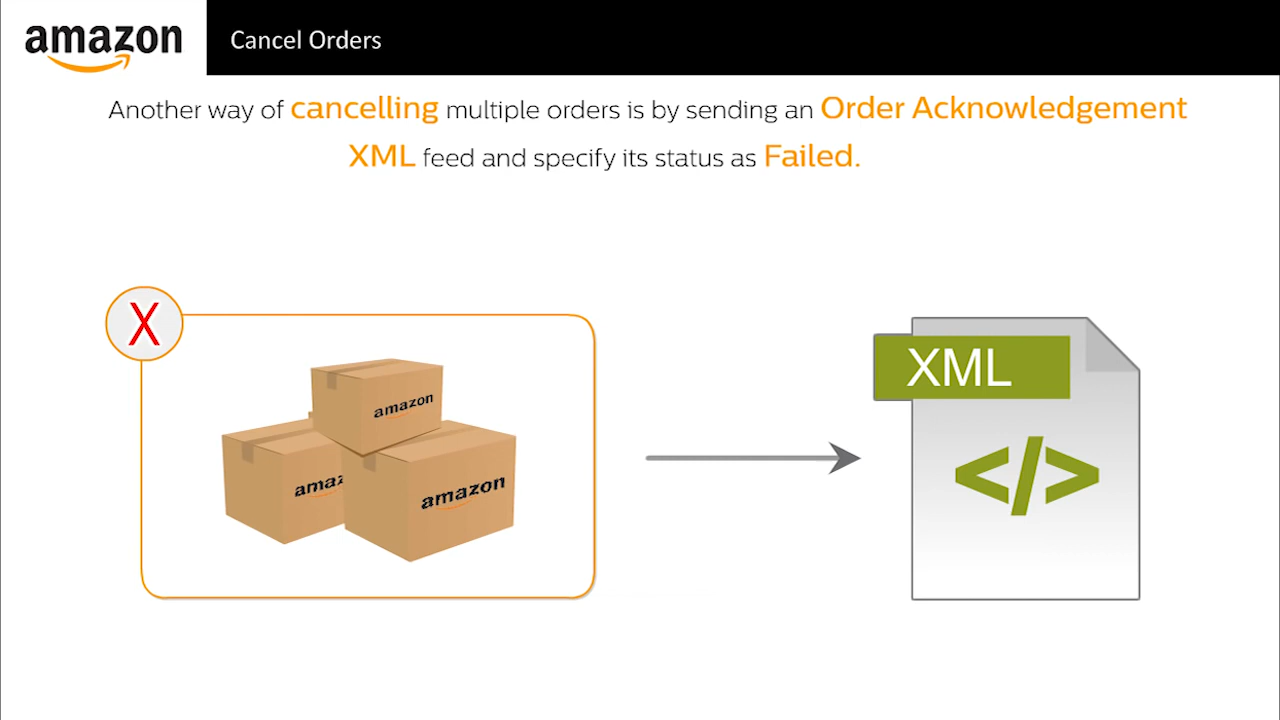 amazon
Cancel Orders
Another way of cancelling multiple orders is by sending an Order Acknowledgement
XML feed and specify its status as Failed.
X
amazon
amaz
amazon
XML
</>